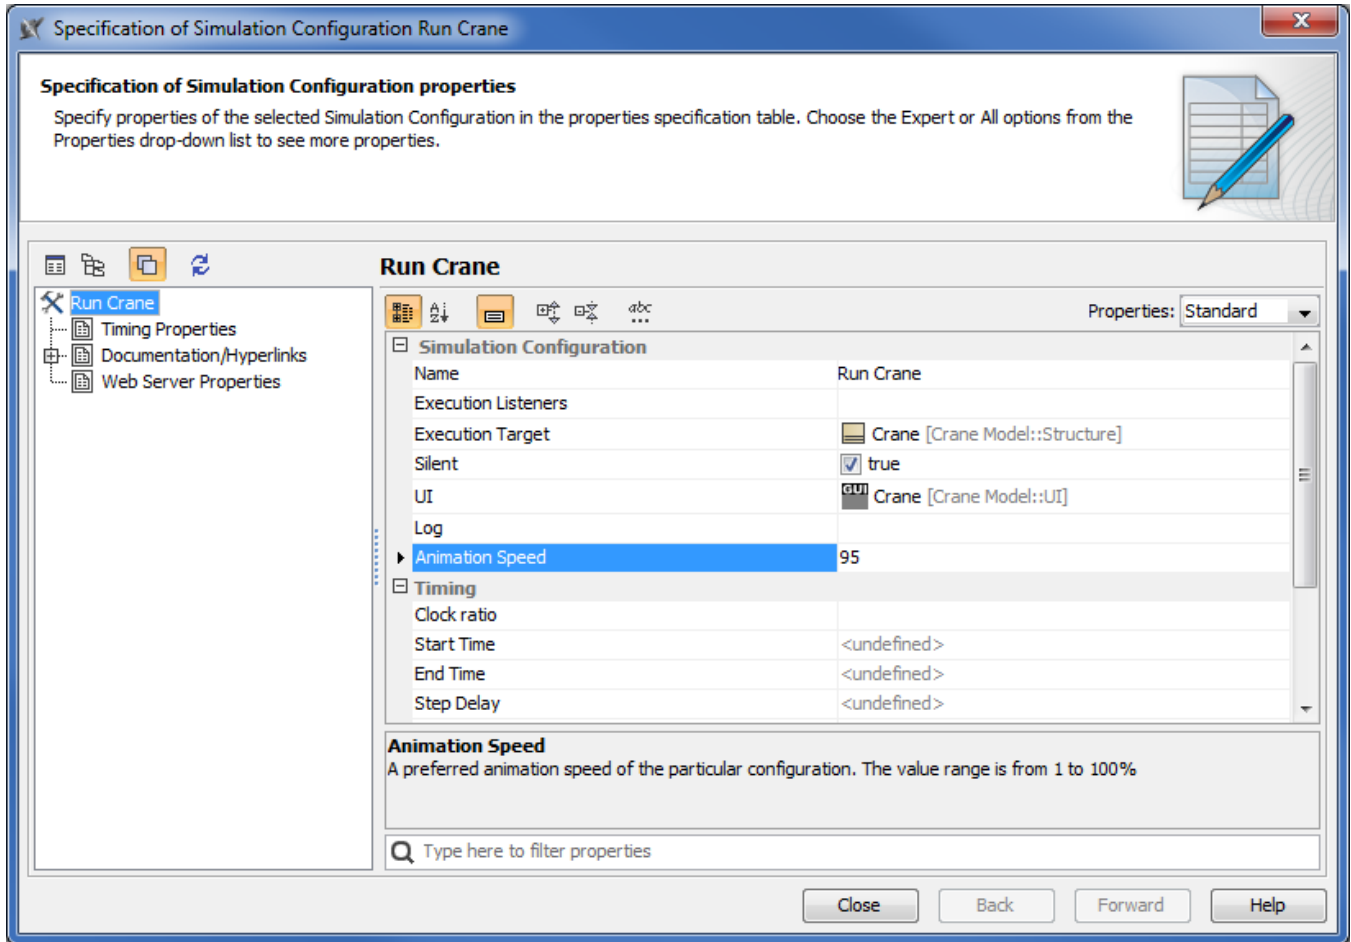 Specification of Simulation Configuration Run Crane
Specification of Simulation Configuration properties
Specify properties of the selected Simulation Configuration in the properties specification table. Choose the Expert or All options from the
Properties drop-down list to see more properties.
Run Crane
Timing Properties
Documentation/Hyperlinks
Web Server Properties
Run Crane
abc
Properties: Standard
Simulation Configuration
Name Run Crane
Execution Listeners
Execution Target Crane [Crane Model::Structure]
Silent true
UI GUI Crane [Crane Model::UI]
Log
Animation Speed 95
Timing
Clock ratio
Start Time <undefined>
End Time <undefined>
Step Delay <undefined>
Animation Speed
A preferred animation speed of the particular configuration. The value range is from 1 to 100%
Type here to filter properties
Close Back Forward Help